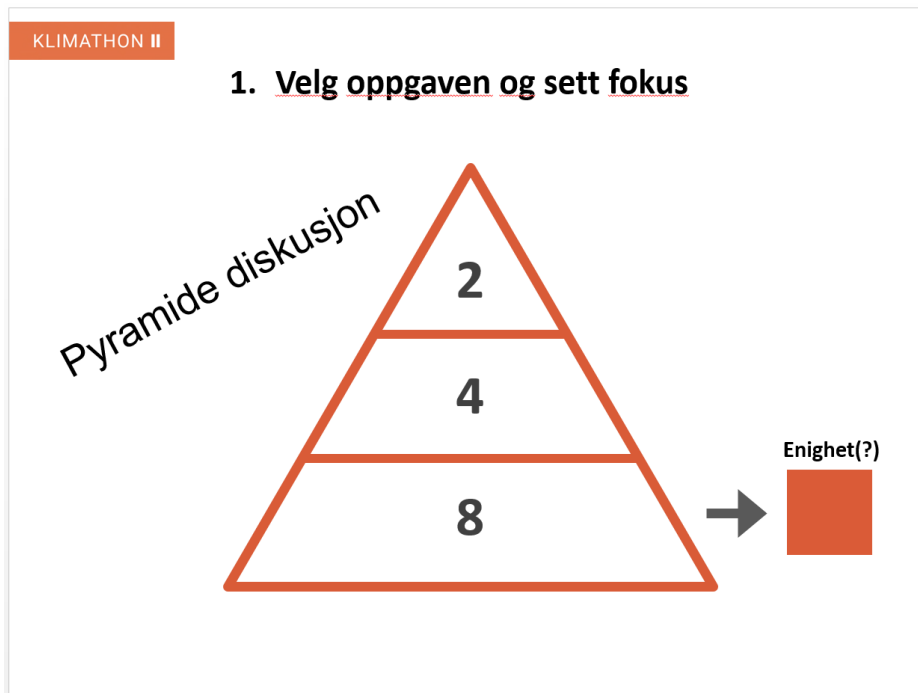 KLIMATHON II
1. Velg oppgaven og sett fokus
Pyramide diskusjon
2
4
8
Enighet(?)